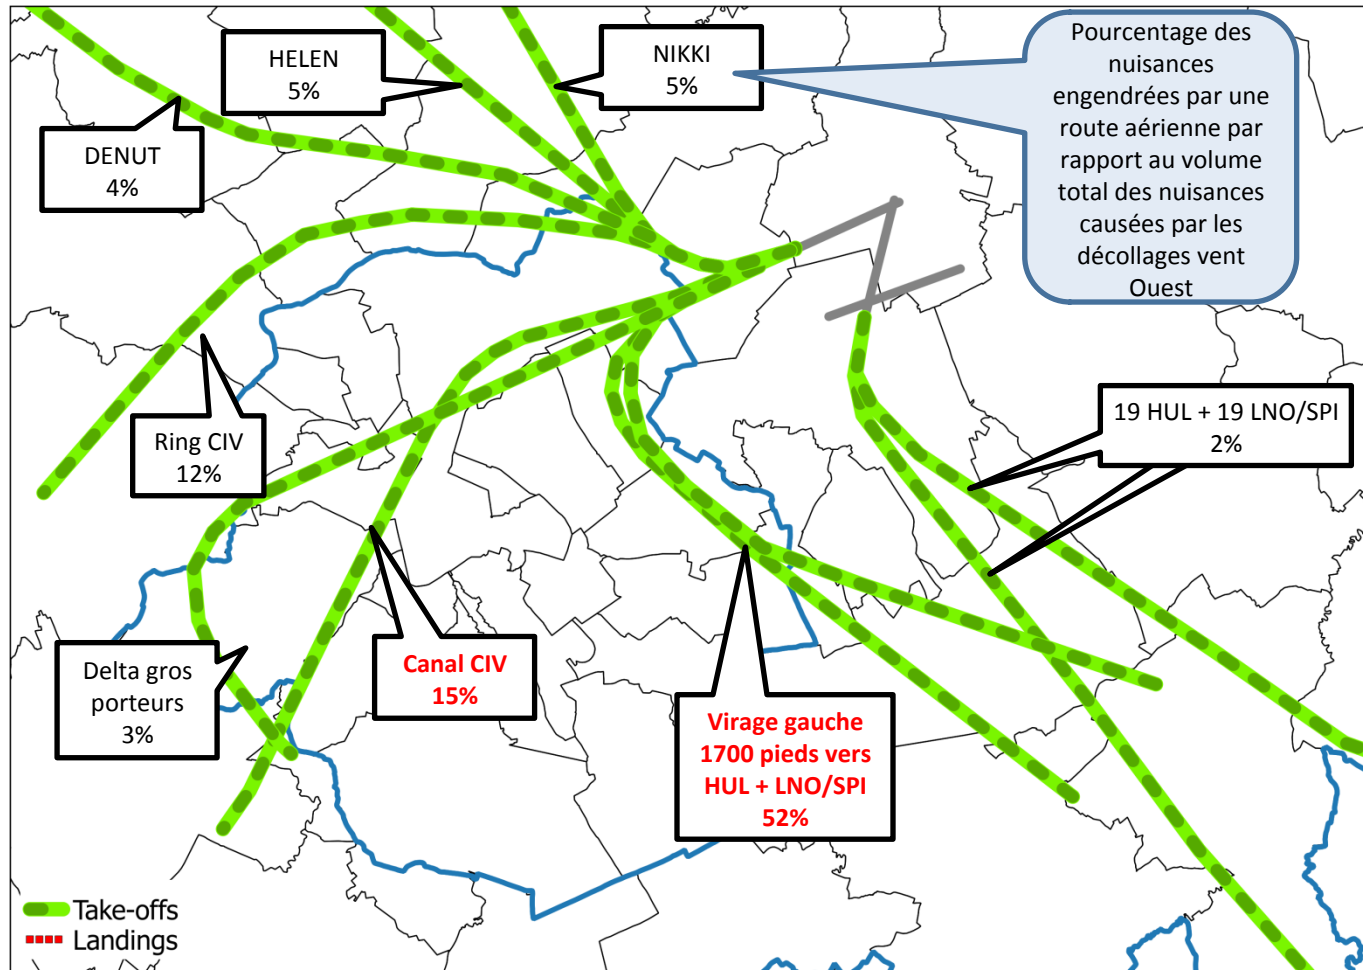 HELEN
5%
NIKKI
5%
Pourcentage des
nuisances
engendrées par une
route aérienne par
rapport au volume
total des nuisances
causées par les
décollages vent
Ouest
DENUT
4%
Ring CIV
12%
19 HUL + 19 LNO/SPI
2%
Delta gros
porteurs
3%
Canal CIV
15%
Virage gauche
1700 pieds vers
HUL + LNO/SPI
52%
Take-offs
Landings